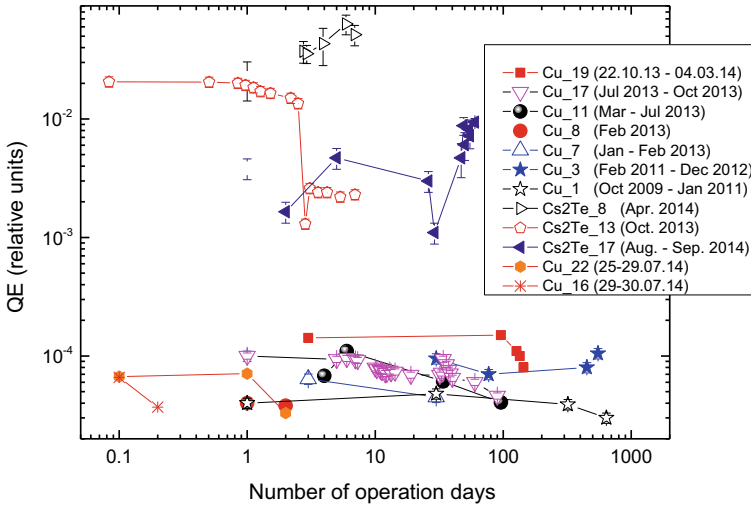 10⁻²
10⁻³
10⁻⁴
QE (relative units)
0.1
1
10
100
1000
Number of operation days
Cu_19 (22.10.13 - 04.03.14)
Cu_17 (Jul 2013 - Oct 2013)
Cu_11 (Mar - Jul 2013)
Cu_8 (Feb 2013)
Cu_7 (Jan - Feb 2013)
Cu_3 (Feb 2011 - Dec 2012)
Cu_1 (Oct 2009 - Jan 2011)
Cs2Te_8 (Apr. 2014)
Cs2Te_13 (Oct. 2013)
Cs2Te_17 (Aug. - Sep. 2014)
Cu_22 (25-29.07.14)
Cu_16 (29-30.07.14)